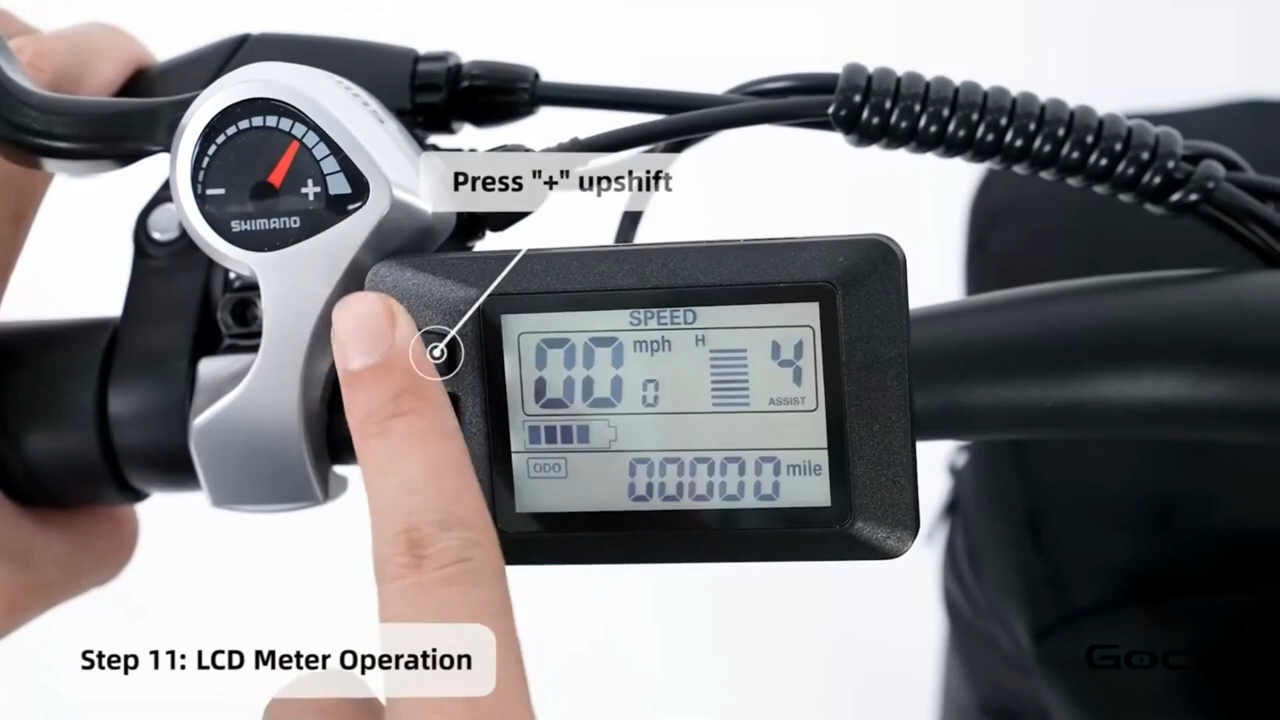 SHIMANO
Press "+" upshift
SPEED
00 mph
0
H
4
ASSIST
ODO
00000 mile
Step 11: LCD Meter Operation